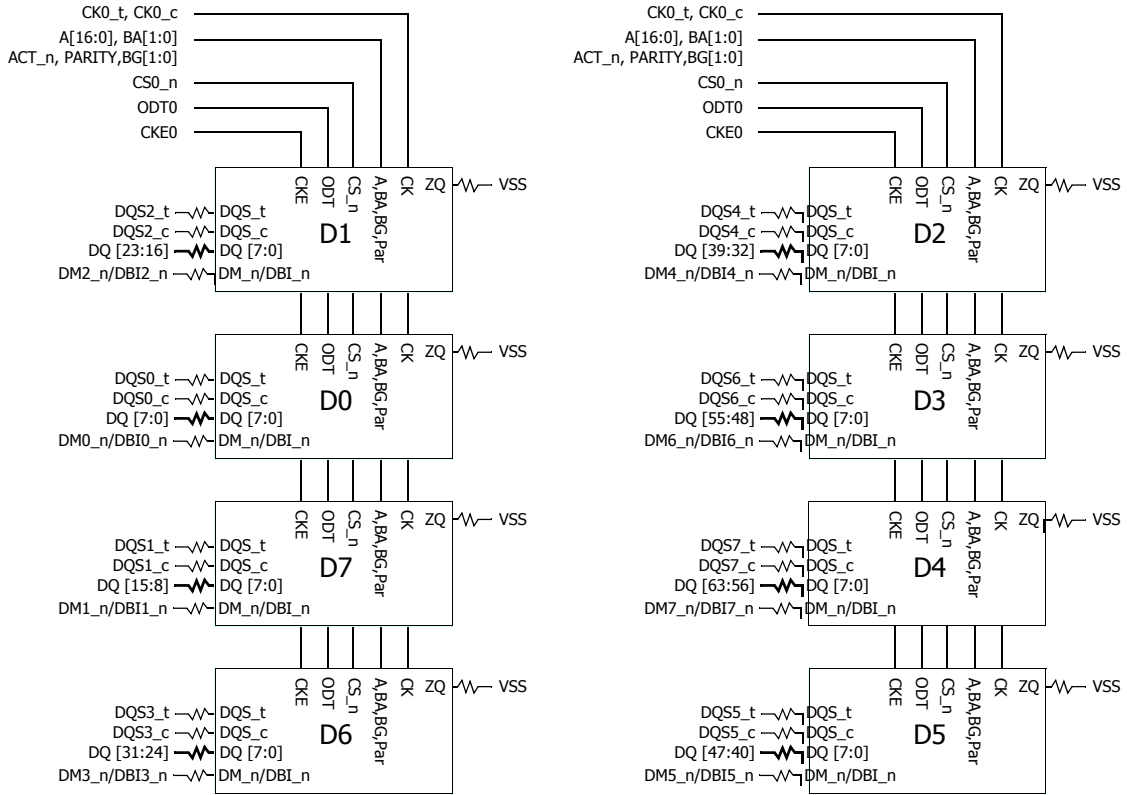 CK0_t, CK0_c
A[16:0], BA[1:0]
ACT_n, PARITY,BG[1:0]
CS0_n
ODT0
CKE0
CKE
ODT
CS_n
A,BA,BG,Par
CK
ZQ
VSS
DQS2_t
DQS2_c
DQ [23:16]
DM2_n/DBI2_n
DQS_t
DQS_c
DQ [7:0]
DM_n/DBI_n
D1
CKE
ODT
CS_n
A,BA,BG,Par
CK
ZQ
VSS
DQS0_t
DQS0_c
DQ [7:0]
DM0_n/DBI0_n
DQS_t
DQS_c
DQ [7:0]
DM_n/DBI_n
D0
CKE
ODT
CS_n
A,BA,BG,Par
CK
ZQ
VSS
DQS1_t
DQS1_c
DQ [15:8]
DM1_n/DBI1_n
DQS_t
DQS_c
DQ [7:0]
DM_n/DBI_n
D7
CKE
ODT
CS_n
A,BA,BG,Par
CK
ZQ
VSS
DQS3_t
DQS3_c
DQ [31:24]
DM3_n/DBI3_n
DQS_t
DQS_c
DQ [7:0]
DM_n/DBI_n
D6
CK0_t, CK0_c
A[16:0], BA[1:0]
ACT_n, PARITY,BG[1:0]
CS0_n
ODT0
CKE0
CKE
ODT
CS_n
A,BA,BG,Par
CK
ZQ
VSS
DQS4_t
DQS4_c
DQ [39:32]
DM4_n/DBI4_n
DQS_t
DQS_c
DQ [7:0]
DM_n/DBI_n
D2
CKE
ODT
CS_n
A,BA,BG,Par
CK
ZQ
VSS
DQS6_t
DQS6_c
DQ [55:48]
DM6_n/DBI6_n
DQS_t
DQS_c
DQ [7:0]
DM_n/DBI_n
D3
CKE
ODT
CS_n
A,BA,BG,Par
CK
ZQ
VSS
DQS7_t
DQS7_c
DQ [63:56]
DM7_n/DBI7_n
DQS_t
DQS_c
DQ [7:0]
DM_n/DBI_n
D4
CKE
ODT
CS_n
A,BA,BG,Par
CK
ZQ
VSS
DQS5_t
DQS5_c
DQ [47:40]
DM5_n/DBI5_n
DQS_t
DQS_c
DQ [7:0]
DM_n/DBI_n
D5